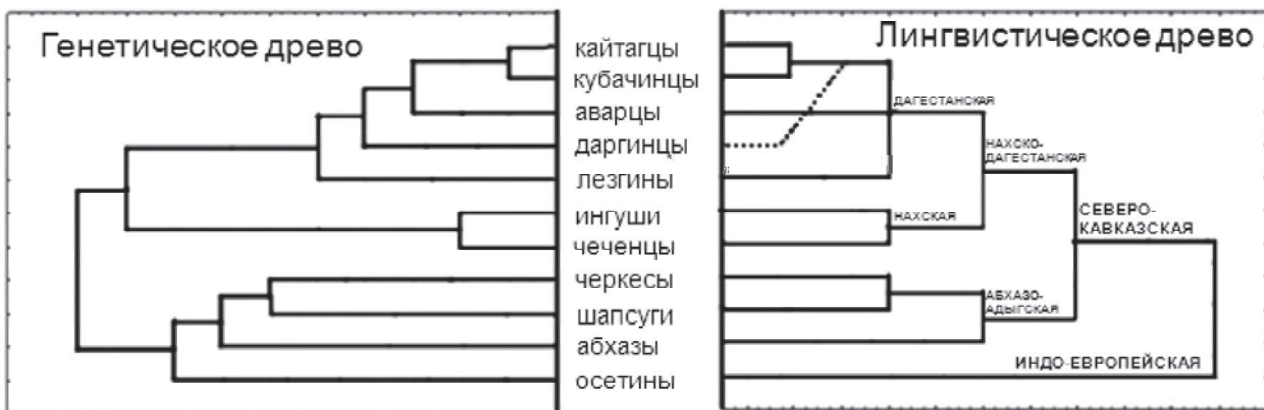 Генетическое древо
Лингвистическое древо
кайтагцы
кубачинцы
аварцы
даргинцы
лезгины
ингуши
чеченцы
черкесы
шапсуги
абхазы
осетины
ДАГЕСТАНСКАЯ
НАХСКО-
ДАГЕСТАНСКАЯ
НАХСКАЯ
СЕВЕРО-
КАВКАЗСКАЯ
АБХАЗО-
АДЫГСКАЯ
ИНДО-ЕВРОПЕЙСКАЯ